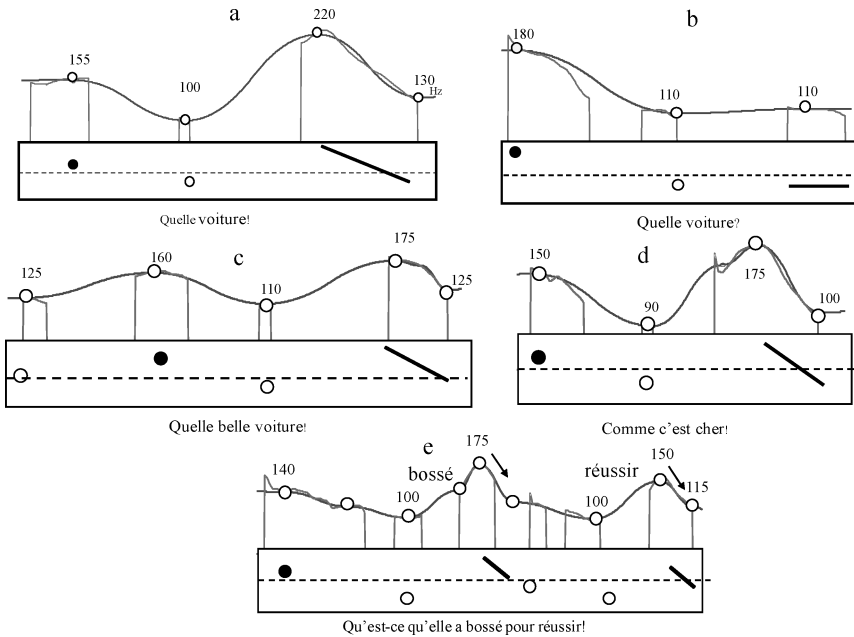 a
155
100
220
130
Hz
Quelle voiture!
b
180
110
110
Quelle voiture?
c
125
160
110
175
125
Quelle belle voiture!
d
150
90
175
100
Comme c’est cher!
e
140
100
bossé
175
réussir
100
150
115
Qu’est-ce qu’elle a bossé pour réussir!